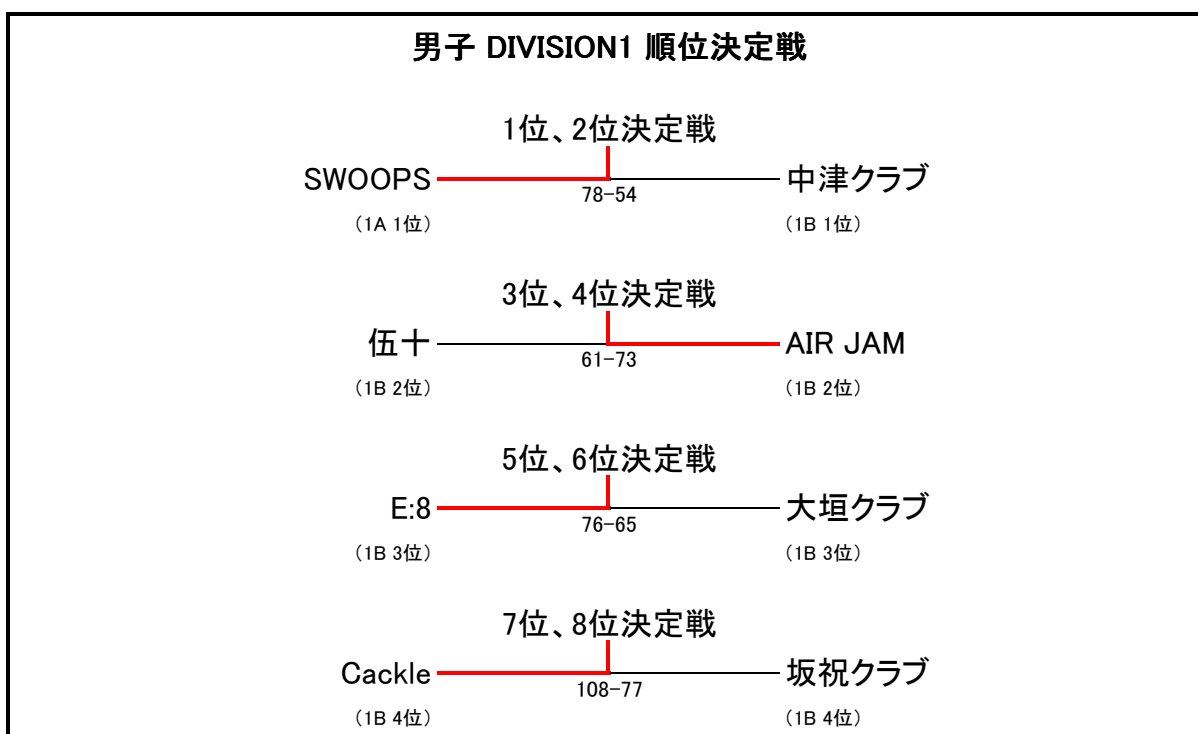 男子 DIVISION1 順位決定戦
1位、2位決定戦
SWOOPS 78-54 中津クラブ
（1A 1位） （1B 1位）
3位、4位決定戦
伍十 61-73 AIR JAM
（1B 2位） （1B 2位）
5位、6位決定戦
E:8 76-65 大垣クラブ
（1B 3位） （1B 3位）
7位、8位決定戦
Cackle 108-77 坂祝クラブ
（1B 4位） （1B 4位）